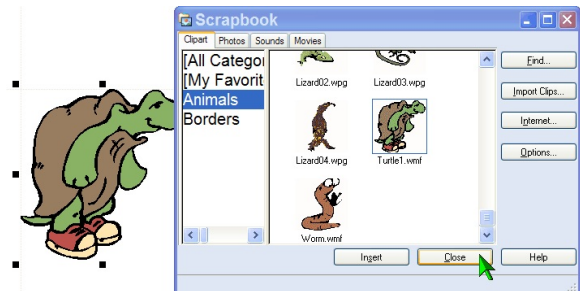 Scrapbook
Clipart Photos Sounds Movies
[All Categor
[My Favorit
Animals
Borders
Lizard02.wpg Lizard03.wpg
Lizard04.wpg Turtle1.wmf
Worm.wmf
Find...
Import Clips...
Internet...
Options...
Insert Close Help